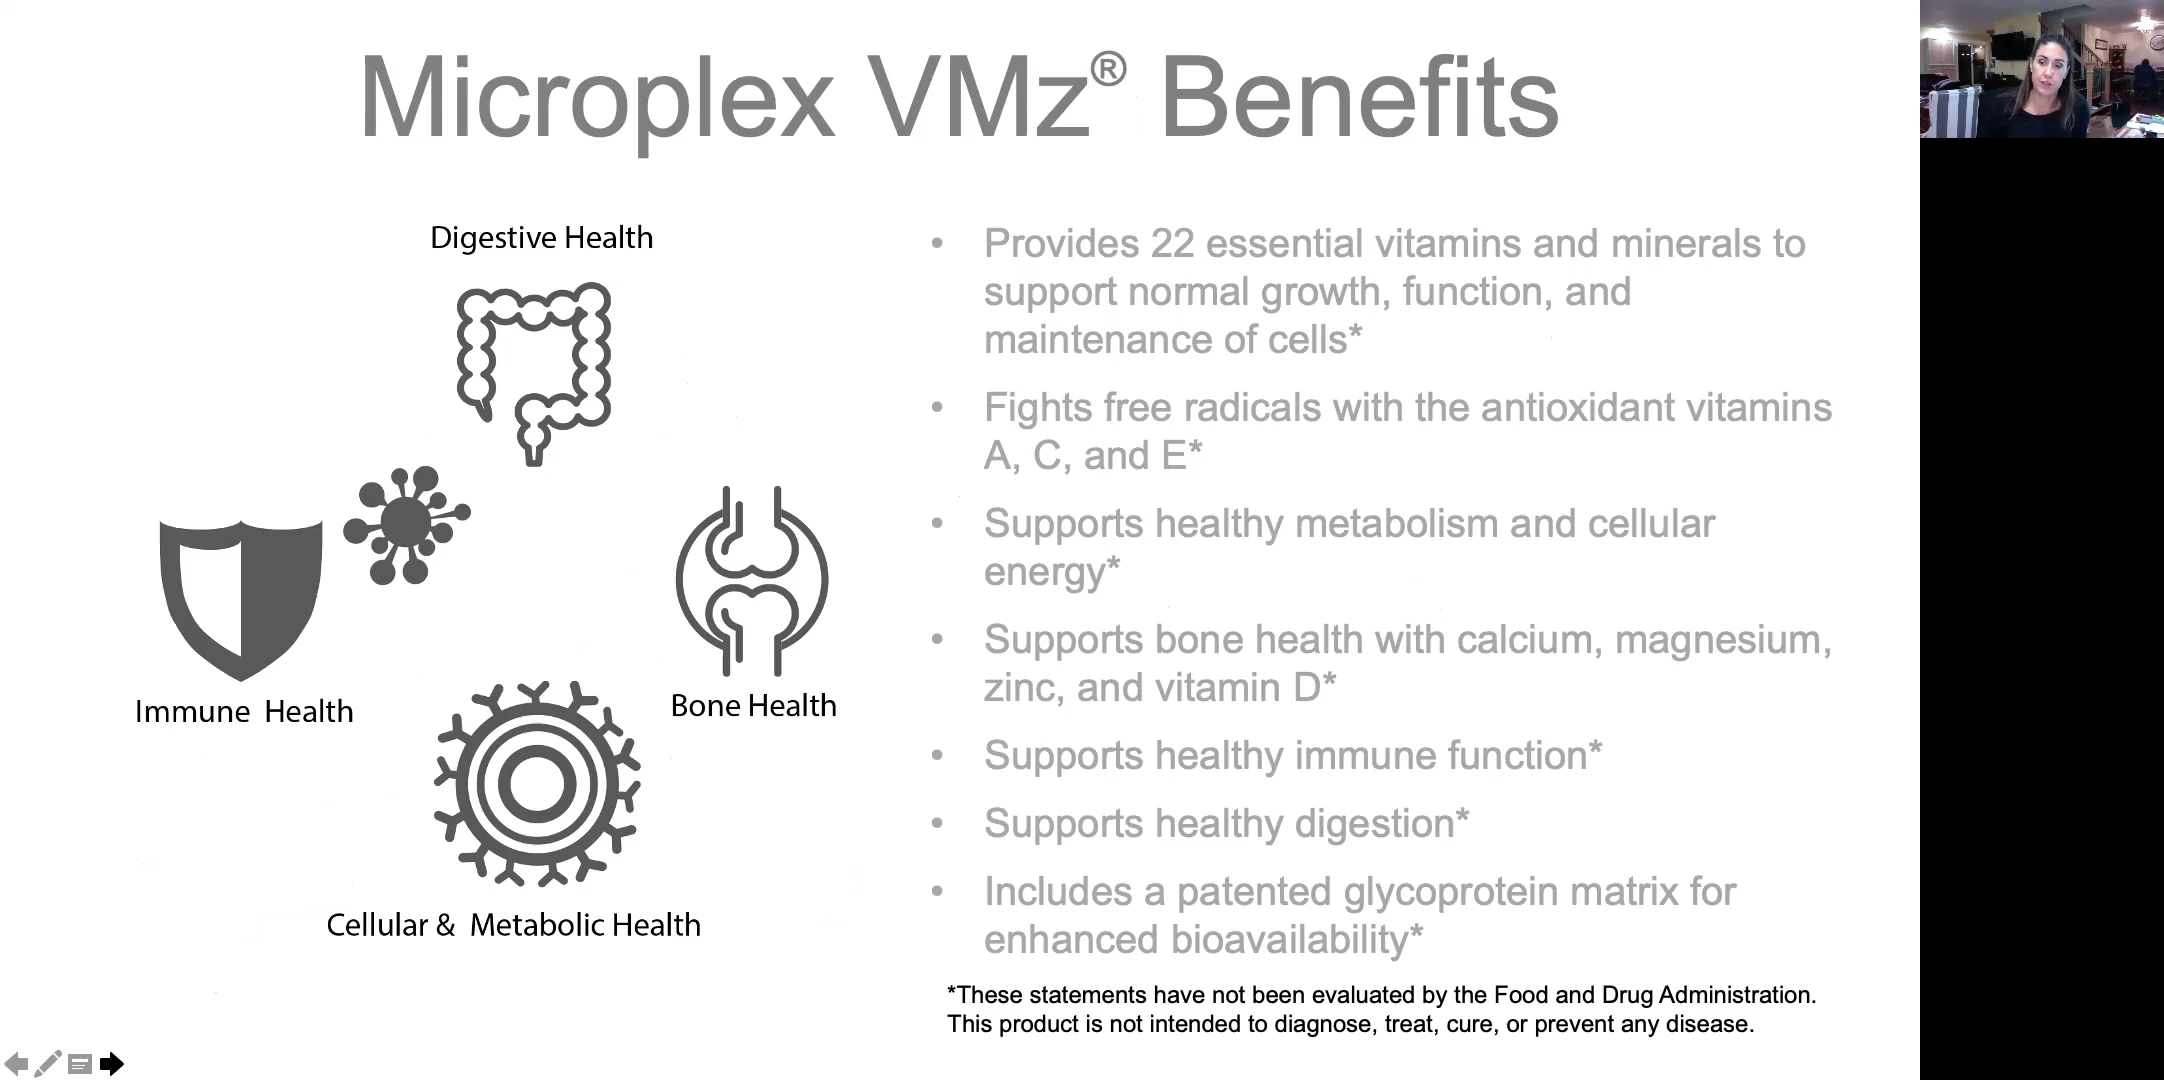 Microplex VMz® Benefits
Digestive Health
Immune Health
Bone Health
Cellular & Metabolic Health
• Provides 22 essential vitamins and minerals to
support normal growth, function, and
maintenance of cells*
• Fights free radicals with the antioxidant vitamins
A, C, and E*
• Supports healthy metabolism and cellular
energy*
• Supports bone health with calcium, magnesium,
zinc, and vitamin D*
• Supports healthy immune function*
• Supports healthy digestion*
• Includes a patented glycoprotein matrix for
enhanced bioavailability*
*These statements have not been evaluated by the Food and Drug Administration.
This product is not intended to diagnose, treat, cure, or prevent any disease.